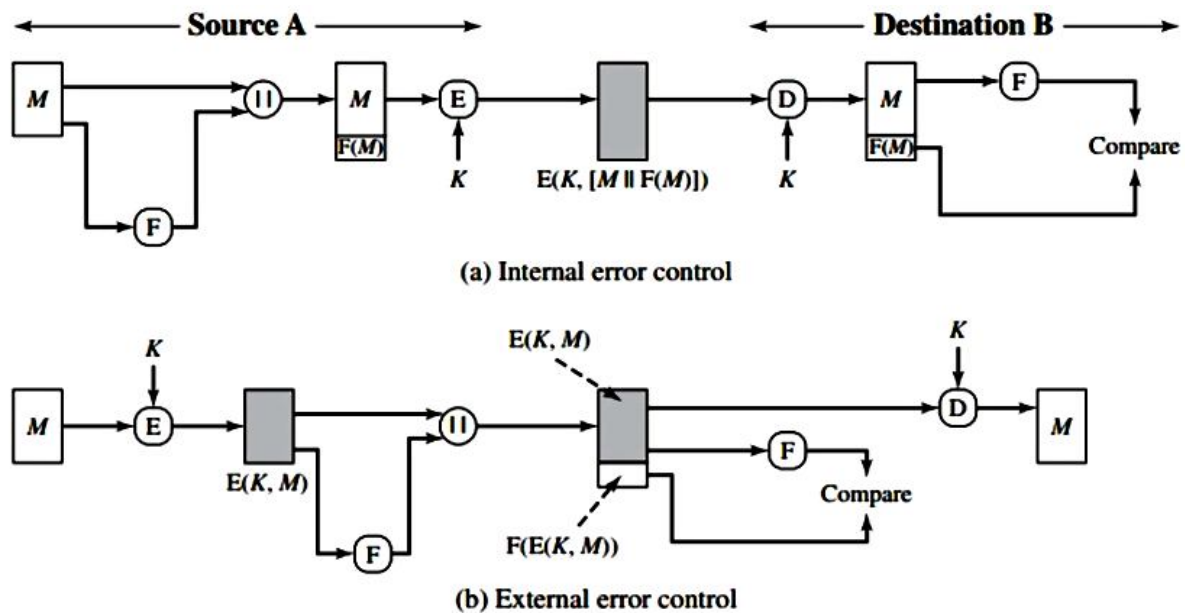 Source A
Destination B
M
F
||
M
F(M)
E
K
E(K, [M || F(M)])
D
K
M
F(M)
F
Compare
(a) Internal error control
M
K
E
E(K, M)
F
||
E(K, M)
F(E(K, M))
F
Compare
K
D
M
(b) External error control